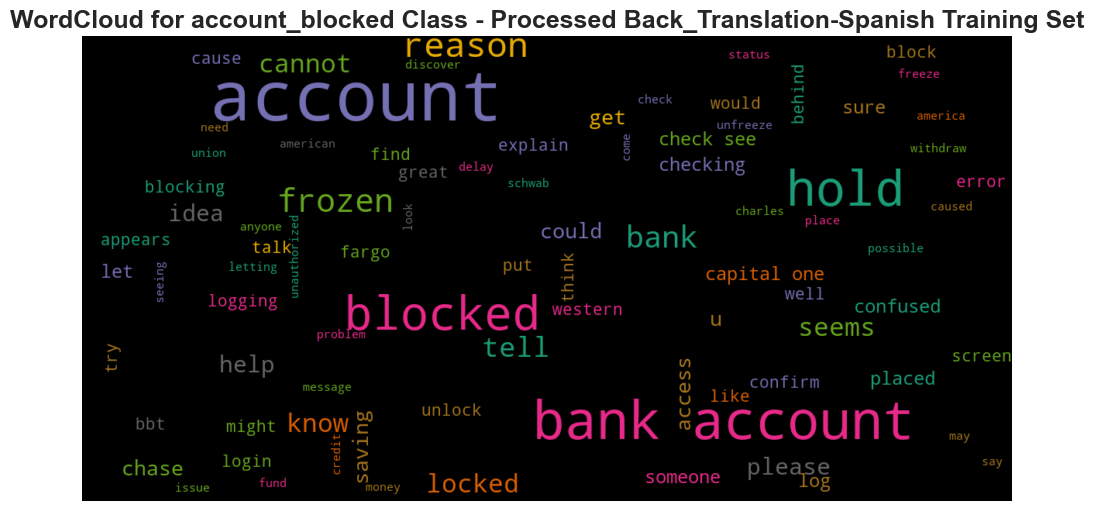 WordCloud for account_blocked Class - Processed Back_Translation-Spanish Training Set
reason
cause
cannot
discover
status
block
freeze
account
check
would
behind
sure
america
get
need
unfreeze
american
explain
come
check see
withdraw
union
find
delay
checking
great
schwab
hold
error
blocking
frozen
idea
look
charles
place
caused
anyone
unauthorized
appears
talk
could
bank
possible
fargo
let
seeing
letting
put
think
capital one
well
logging
blocked
western
confused
u
seems
problem
try
tell
screen
help
message
access
confirm
placed
like
unlock
bank account
bbt
might
know
saving
may
chase
login
credit
someone
please
say
issue
fund
money
locked
log